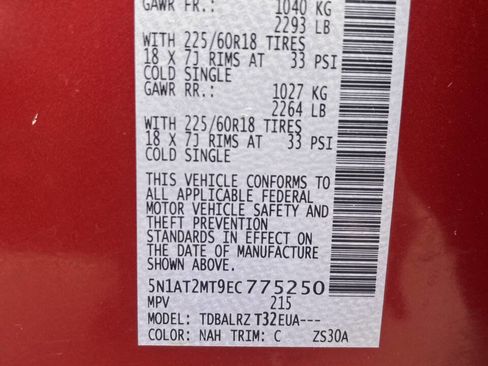 GAWR FR.: 1040 KG
2293 LB
WITH 225/60R18 TIRES
18 X 7J RIMS AT 33 PSI
COLD SINGLE
GAWR RR.: 1027 KG
2264 LB
WITH 225/60R18 TIRES
18 X 7J RIMS AT 33 PSI
COLD SINGLE
THIS VEHICLE CONFORMS TO
ALL APPLICABLE FEDERAL
MOTOR VEHICLE SAFETY AND
THEFT PREVENTION
STANDARDS IN EFFECT ON
THE DATE OF MANUFACTURE
SHOWN ABOVE.
5N1AT2MT9EC775250
MPV 215
MODEL: TDBALRZ T32EUA---
COLOR: NAH TRIM: C ZS30A